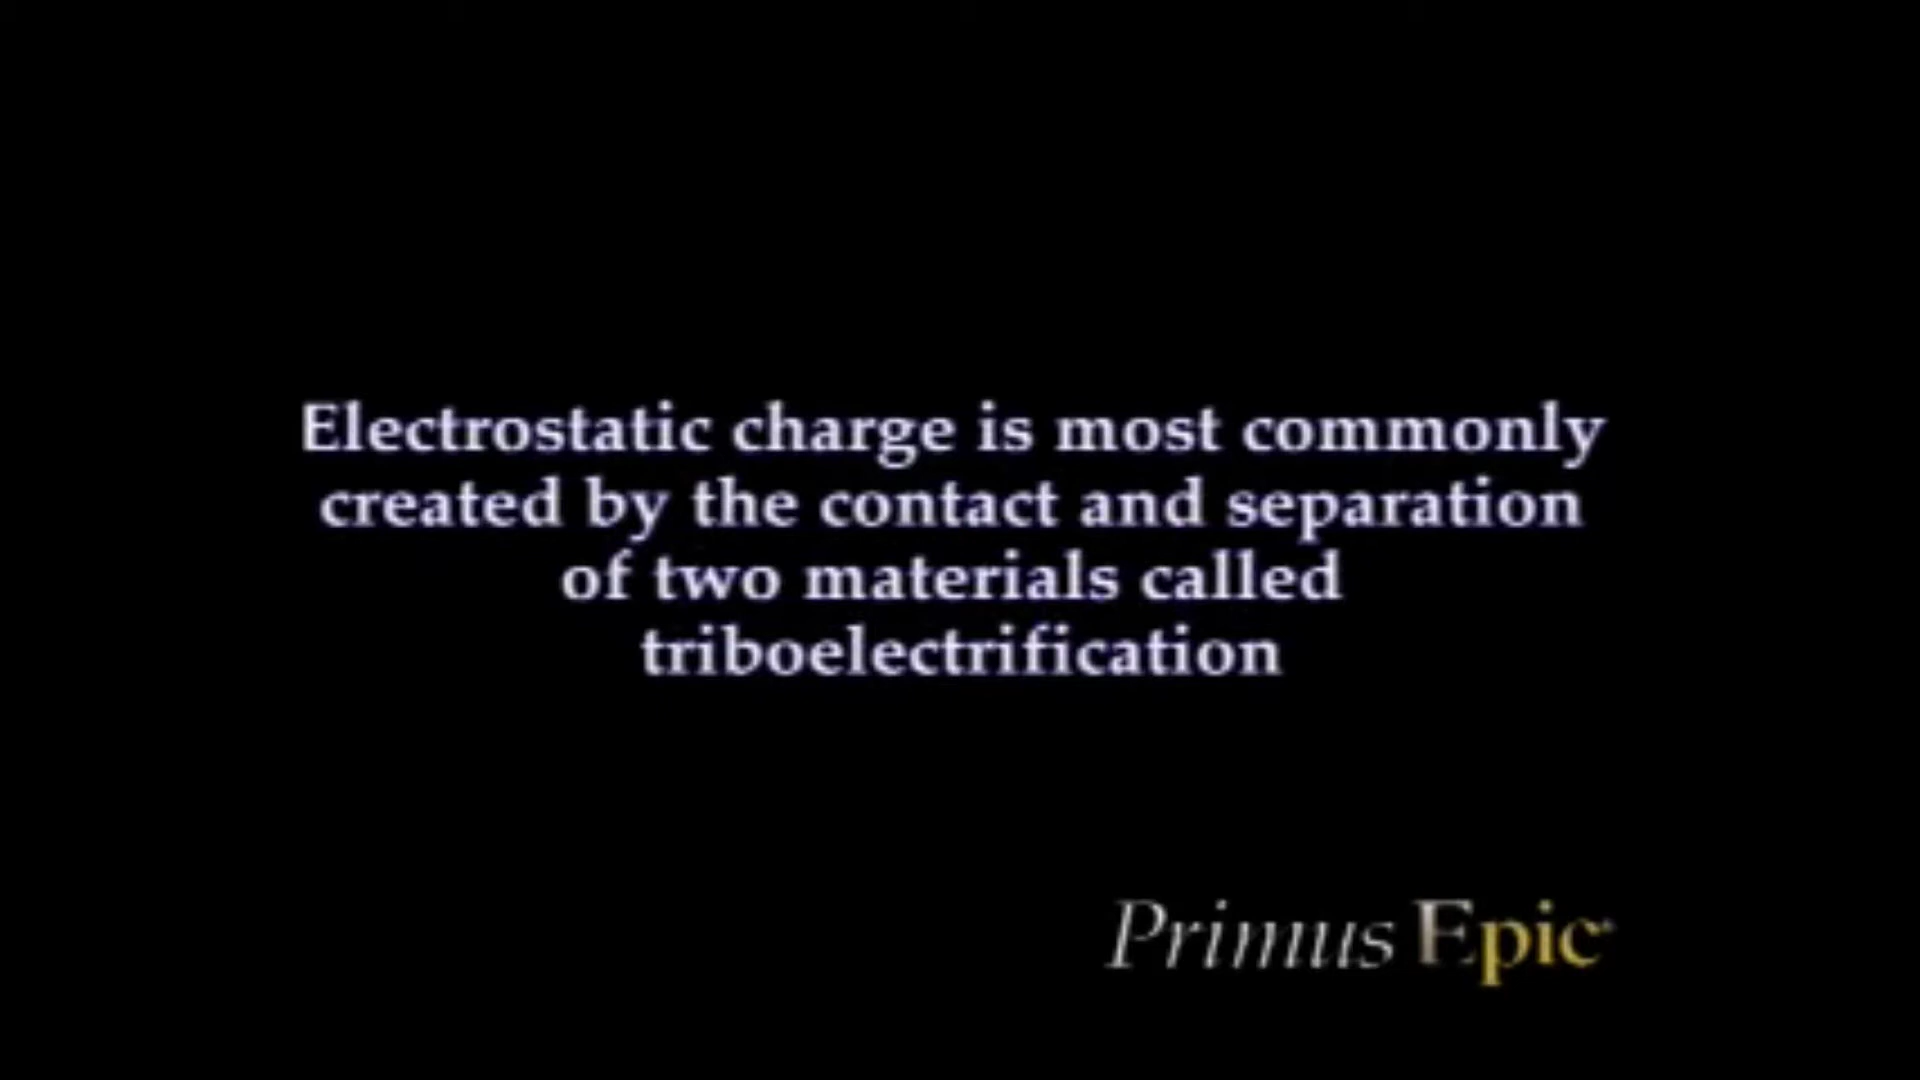 Electrostatic charge is most commonly
created by the contact and separation
of two materials called
triboelectrification
Primus Epic